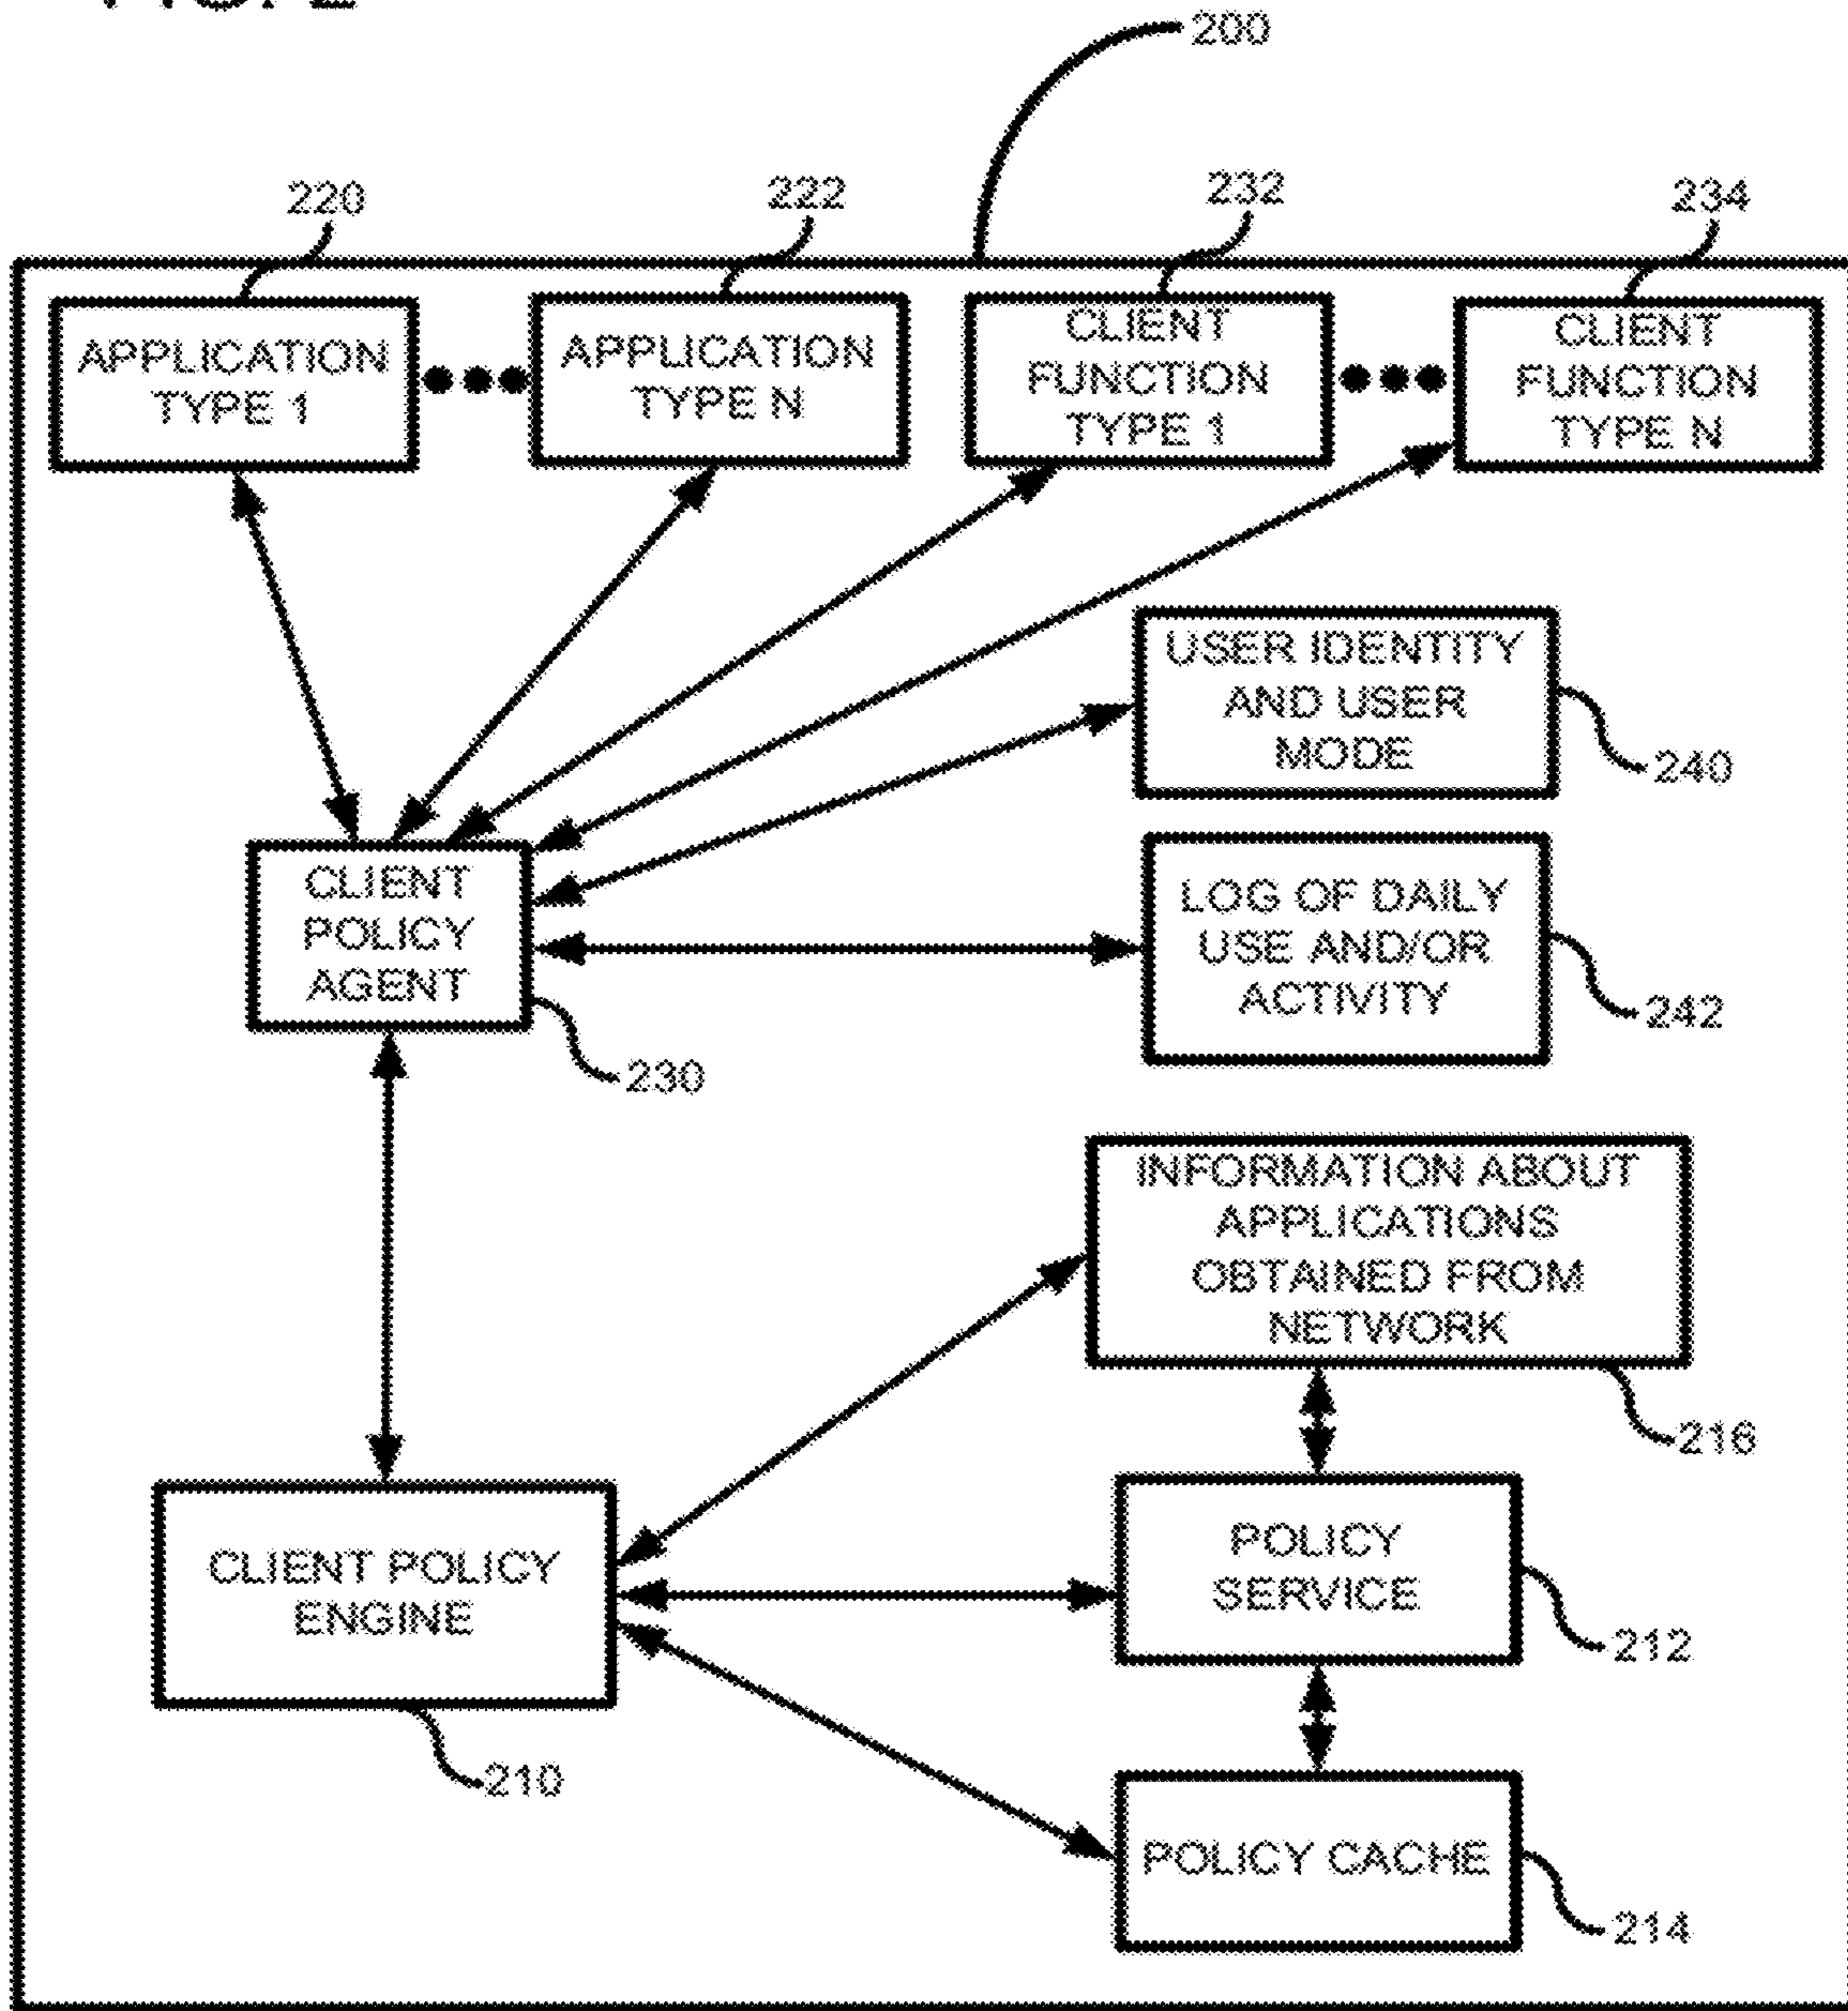 200
220
222
232
234
APPLICATION
TYPE 1
APPLICATION
TYPE N
CLIENT
FUNCTION
TYPE 1
CLIENT
FUNCTION
TYPE N
USER IDENTITY
AND USER
MODE
240
CLIENT
POLICY
AGENT
230
LOG OF DAILY
USE AND/OR
ACTIVITY
242
INFORMATION ABOUT
APPLICATIONS
OBTAINED FROM
NETWORK
216
CLIENT POLICY
ENGINE
210
POLICY
SERVICE
212
POLICY CACHE
214